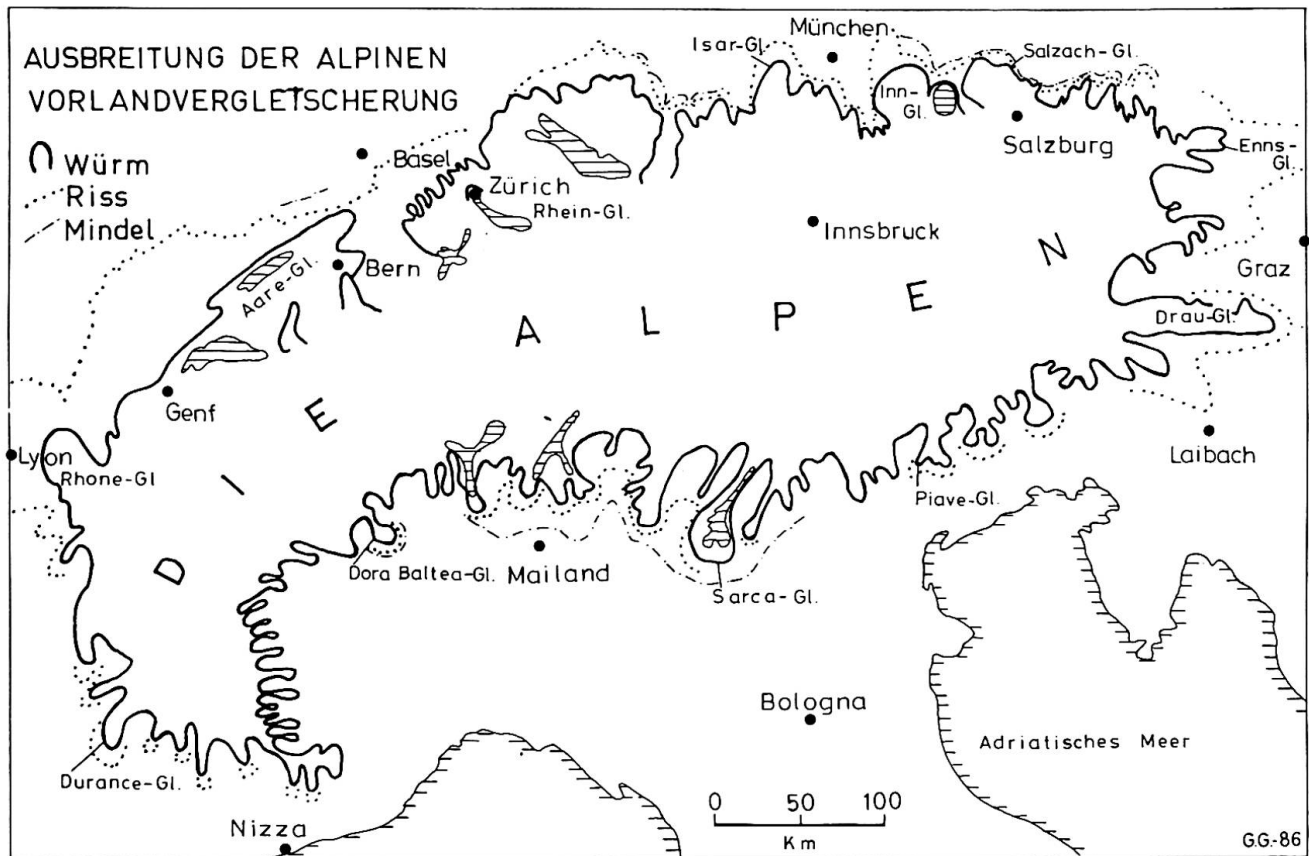 AUSBREITUNG DER ALPINEN
VORLANDVERGLETSCHERUNG
Würm
Riss
Mindel
München
Isar-Gl.
Salzach-Gl.
Inn-
Gl.
Salzburg
Enns-
Gl.
Basel
Zürich
Rhein-Gl.
Innsbruck
Bern
Aare-Gl.
Graz
Drau-Gl.
DIE ALPEN
Genf
Lyon
Rhone-Gl
Laibach
Piave-Gl.
Dora Baltea-Gl.
Mailand
Sarca-Gl.
Bologna
Adriatisches Meer
Durance-Gl.
Nizza
0 50 100
Km
G.G.-86